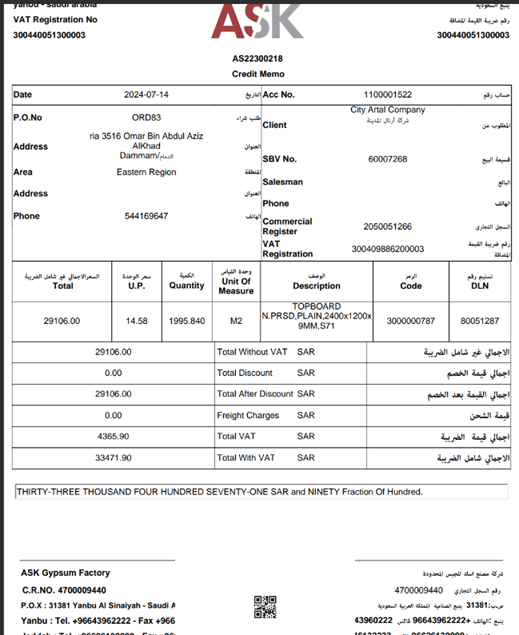 yanbu - saudi arabia
ينبع السعودية
VAT Registration No
رقم ضريبة القيمة المضافة
300440051300003
300440051300003
ASK
AS22300218
Credit Memo
Date 2024-07-14 التاريخ
Acc No. 1100001522 حساب رقم
P.O.No ORD83 طلب شراء
Client City Artal Company المطلوب من
شركة أرتال المدينة
Address ria 3516 Omar Bin Abdul Aziz العنوان
AlKhad
Dammam/الدمام
SBV No. 60007268 قسيمة البيع
Area Eastern Region المنطقة
Salesman البائع
Address العنوان
Phone الهاتف
Phone 544169647 الهاتف
Commercial Register 2050051266 السجل التجاري
VAT Registration 300409886200003 رقم ضريبة القيمة المضافة
السعرالاجمالي غير شامل الضريبة سعر الوحدة الكمية وحدة القياس الوصف الرمز تسليم رقم
Total U.P. Quantity Unit Of Measure Description Code DLN
29106.00 14.58 1995.840 M2 TOPBOARD N.PRSD,PLAIN,2400x1200x 9MM,S71 3000000787 80051287
29106.00 Total Without VAT SAR الاجمالي غير شامل الضريبة
0.00 Total Discount SAR اجمالي قيمة الخصم
29106.00 Total After Discount SAR اجمالي القيمة بعد الخصم
0.00 Freight Charges SAR قيمة الشحن
4365.90 Total VAT SAR اجمالي قيمة الضريبة
33471.90 Total With VAT SAR الاجمالي شامل الضريبة
THIRTY-THREE THOUSAND FOUR HUNDRED SEVENTY-ONE SAR and NINETY Fraction Of Hundred.
ASK Gypsum Factory
شركة مصنع اسك للجبس المحدودة
C.R.NO. 4700009440
رقم السجل التجاري 4700009440
P.O.X : 31381 Yanbu Al Sinaiyah - Saudi A
ص.ب:31381 ينبع الصناعية المملكة العربية السعودية
Yanbu : Tel. +96643962222 - Fax +966
ينبع :الهاتف +96643962222 فاكس 43960222